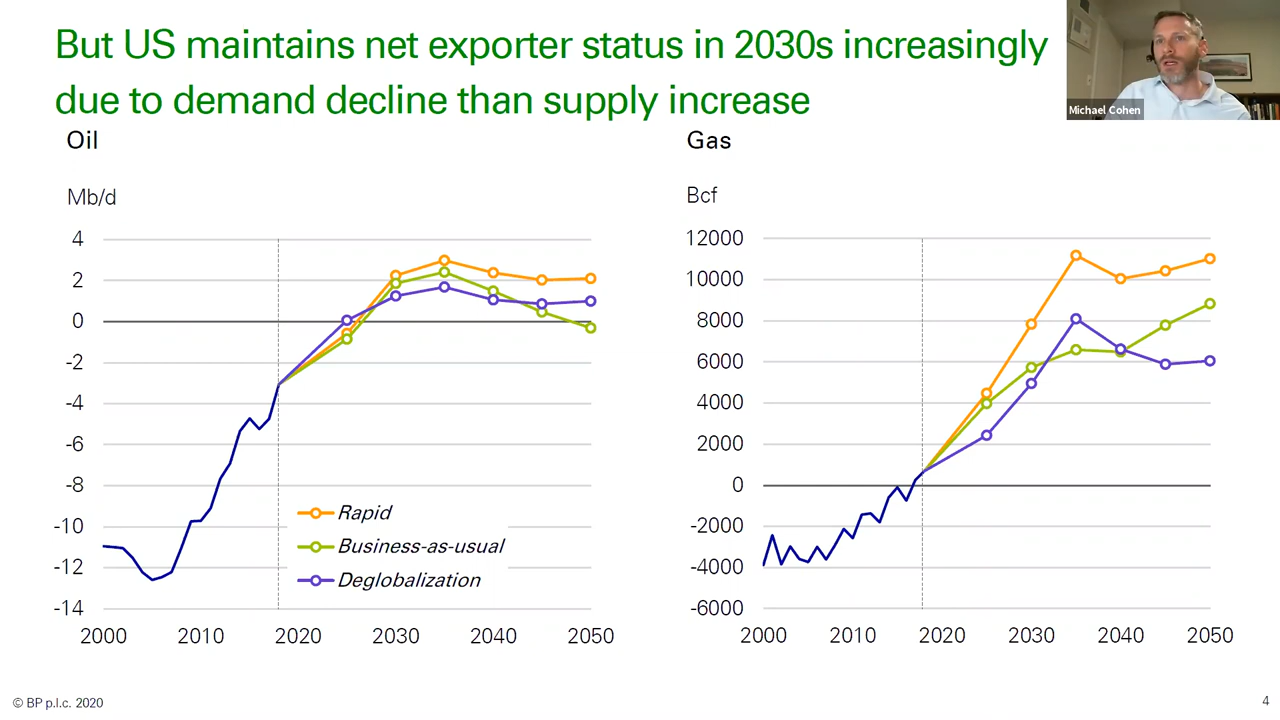 But US maintains net exporter status in 2030s increasingly
due to demand decline than supply increase
Michael Cohen
Oil
Mb/d
4
2
0
-2
-4
-6
-8
-10
-12
-14
2000 2010 2020 2030 2040 2050
Rapid
Business-as-usual
Deglobalization
Gas
Bcf
12000
10000
8000
6000
4000
2000
0
-2000
-4000
-6000
2000 2010 2020 2030 2040 2050
© BP p.l.c. 2020
4